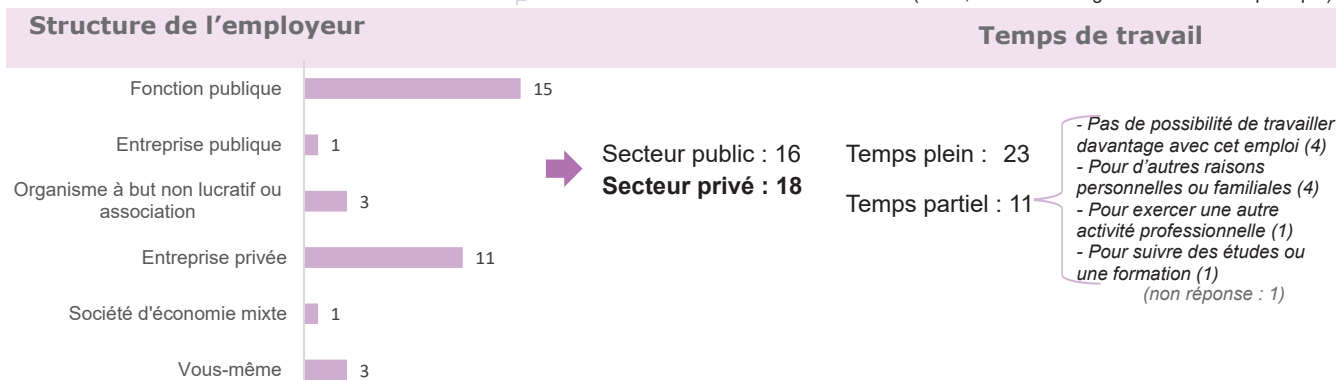 Structure de l'employeur
Temps de travail
Fonction publique
15
Entreprise publique
1
Organisme à but non lucratif ou
association
3
Entreprise privée
11
Société d'économie mixte
1
Vous-même
3
Secteur public : 16
Secteur privé : 18
Temps plein : 23
Temps partiel : 11
- Pas de possibilité de travailler
davantage avec cet emploi (4)
- Pour d'autres raisons
personnelles ou familiales (4)
- Pour exercer une autre
activité professionnelle (1)
- Pour suivre des études ou
une formation (1)
(non réponse : 1)